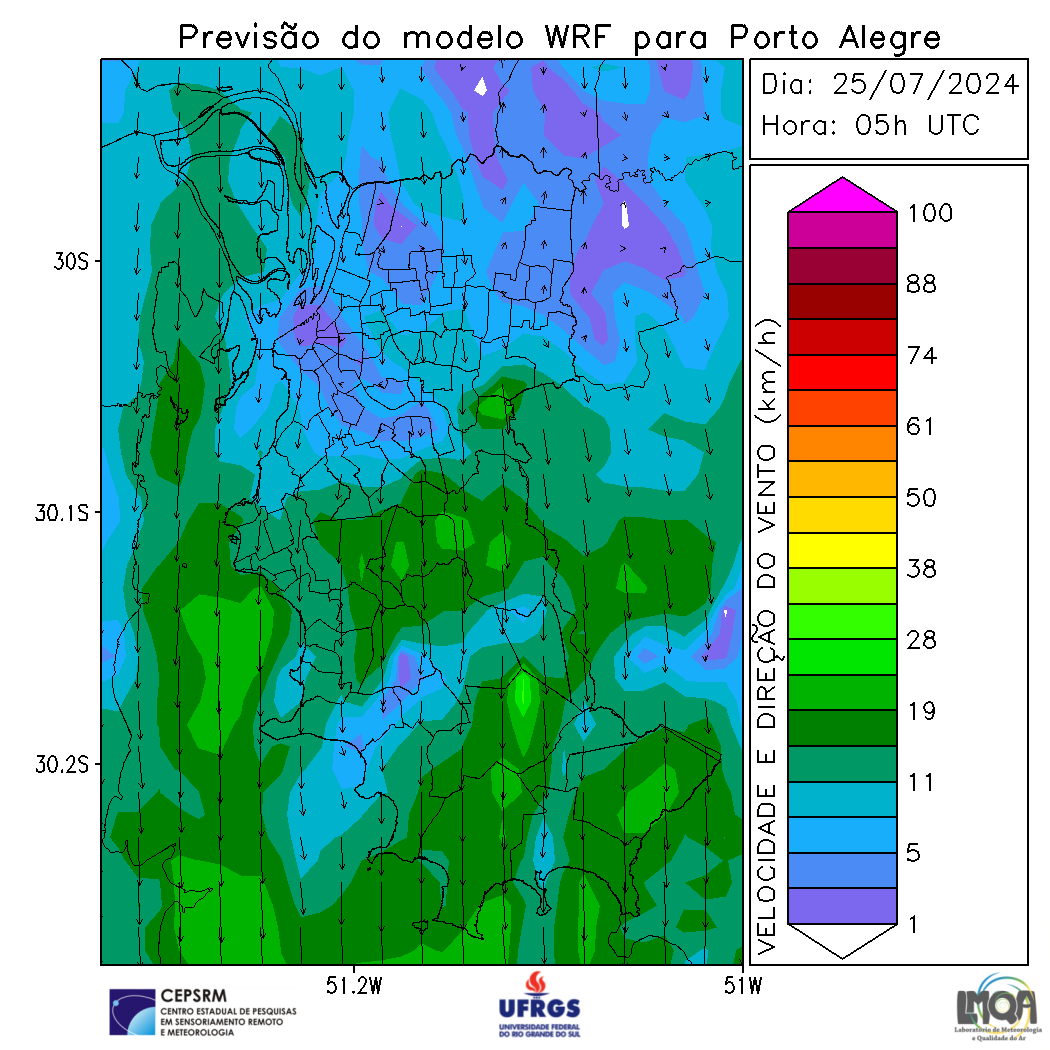 Previsão do modelo WRF para Porto Alegre
Dia: 25/07/2024
Hora: 05h UTC
30S
30.1S
30.2S
51.2W
51W
VELOCIDADE E DIREÇÃO DO VENTO (km/h)
100
88
74
61
50
38
28
19
11
5
1
CEPSRM
CENTRO ESTADUAL DE PESQUISAS
EM SENSORIAMENTO REMOTO
E METEOROLOGIA
UFRGS
UNIVERSIDADE FEDERAL
DO RIO GRANDE DO SUL
LMQA
Laboratório de Meteorologia
e Qualidade do Ar